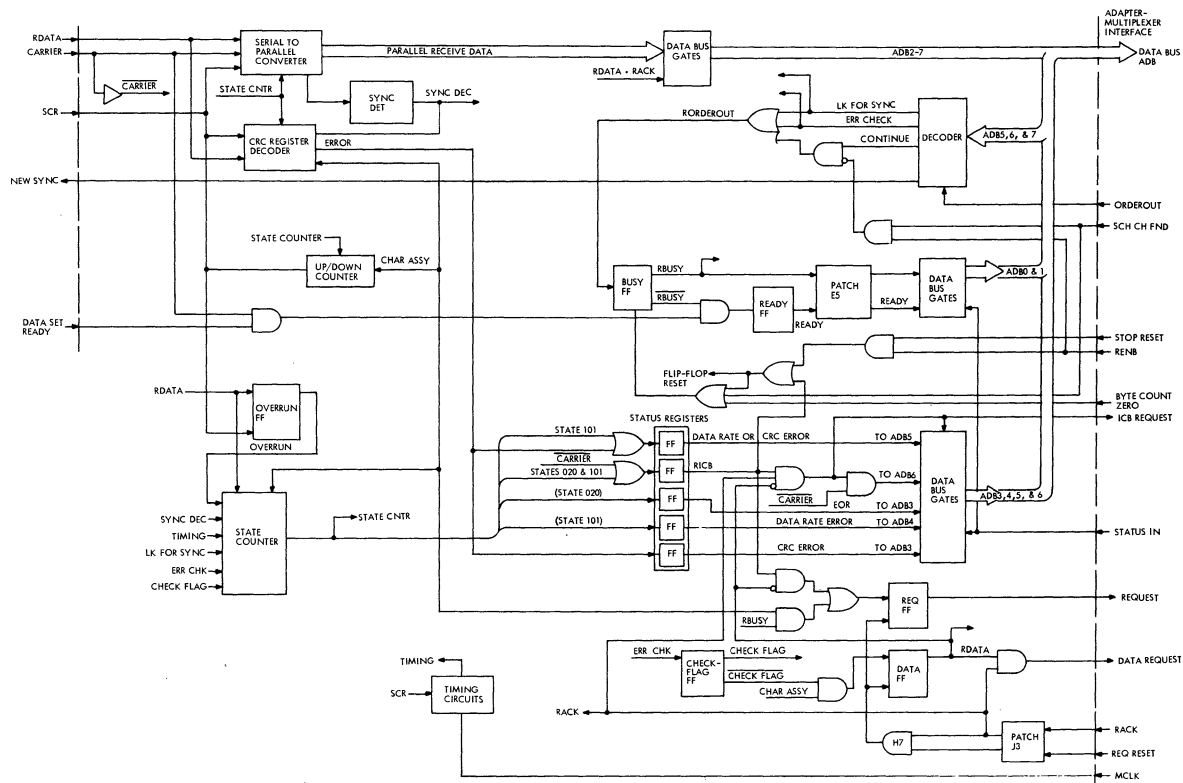 ADAPTER-
MULTIPLEXER
INTERFACE
RDATA
CARRIER
SERIAL TO
PARALLEL
CONVERTER
PARALLEL RECEIVE DATA
DATA BUS
GATES
ADB2-7
DATA BUS
ADB
RDATA • RACK
CARRIER
STATE CNTR
SYNC
DET
SYNC DEC
SCR
LK FOR SYNC
RORDEROUT
ERR CHECK
DECODER
CRC REGISTER
DECODER
ERROR
CONTINUE
ADB5, 6, & 7
NEW SYNC
ORDEROUT
SCH CH FND
STATE COUNTER
UP/DOWN
COUNTER
CHAR ASSY
RBUSY
BUSY
FF
RBUSY
READY
FF
READY
PATCH
E5
READY
DATA
BUS
GATES
ADB0 & 1
DATA SET
READY
STOP RESET
RENB
FLIP-FLOP
RESET
RDATA
OVERRUN
FF
OVERRUN
BYTE COUNT
ZERO
ICB REQUEST
STATUS REGISTERS
STATE 101
FF
DATA RATE OR CRC ERROR
TO ADB5
CARRIER
STATES 020 & 101
FF
RICB
TO ADB6
DATA
BUS
GATES
ADB3, 4, 5, & 6
CARRIER
(STATE 020)
FF
EOR
TO ADB3
STATE CNTR
(STATE 101)
FF
DATA RATE ERROR
TO ADB4
STATUS IN
FF
CRC ERROR
TO ADB3
SYNC DEC
TIMING
LK FOR SYNC
ERR CHK
CHECK FLAG
STATE
COUNTER
REQ
FF
REQUEST
RBUSY
ERR CHK
CHECK-
FLAG
FF
CHECK FLAG
CHECK FLAG
CHAR ASSY
DATA
FF
RDATA
DATA REQUEST
TIMING
SCR
TIMING
CIRCUITS
RACK
H7
PATCH
J3
RACK
REQ RESET
MCLK